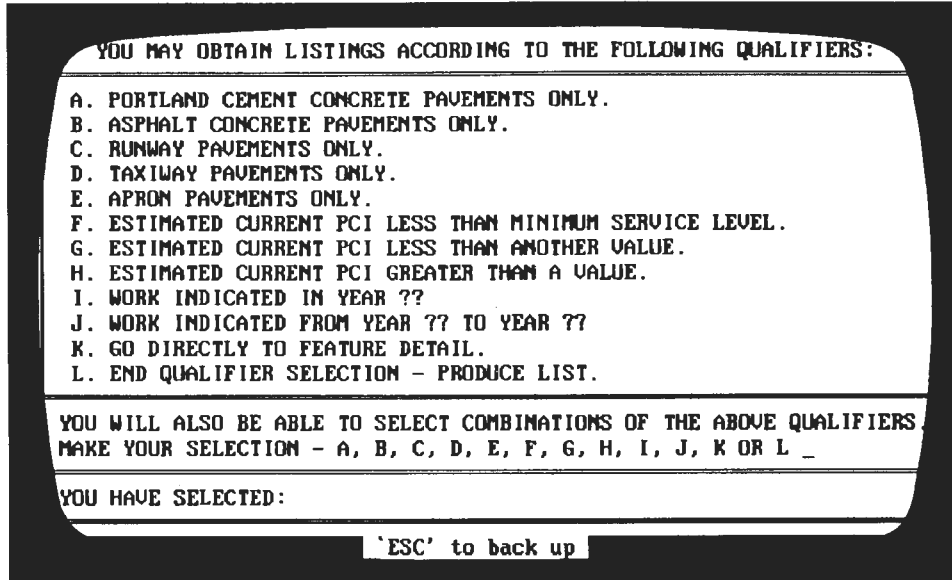 YOU MAY OBTAIN LISTINGS ACCORDING TO THE FOLLOWING QUALIFIERS:
A. PORTLAND CEMENT CONCRETE PAVEMENTS ONLY.
B. ASPHALT CONCRETE PAVEMENTS ONLY.
C. RUNWAY PAVEMENTS ONLY.
D. TAXIWAY PAVEMENTS ONLY.
E. APRON PAVEMENTS ONLY.
F. ESTIMATED CURRENT PCI LESS THAN MINIMUM SERVICE LEVEL.
G. ESTIMATED CURRENT PCI LESS THAN ANOTHER VALUE.
H. ESTIMATED CURRENT PCI GREATER THAN A VALUE.
I. WORK INDICATED IN YEAR ??
J. WORK INDICATED FROM YEAR ?? TO YEAR ??
K. GO DIRECTLY TO FEATURE DETAIL.
L. END QUALIFIER SELECTION - PRODUCE LIST.
YOU WILL ALSO BE ABLE TO SELECT COMBINATIONS OF THE ABOVE QUALIFIERS.
MAKE YOUR SELECTION - A, B, C, D, E, F, G, H, I, J, K OR L _
YOU HAVE SELECTED:
`ESC' to back up